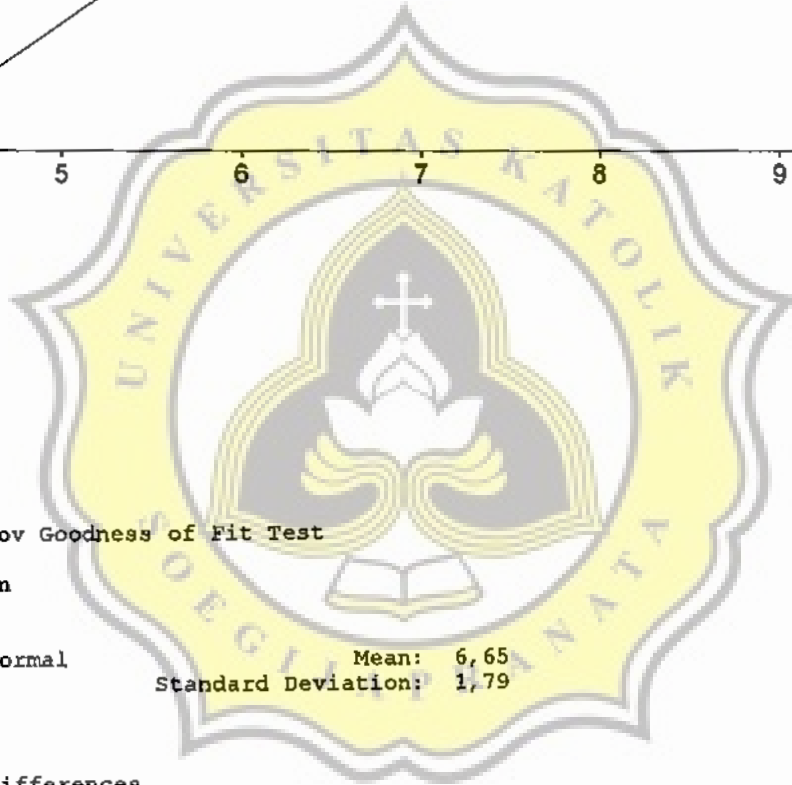 5 6 7 8 9
UNIVERSITAS KATOLIK
SOEGIJAPRANATA
ov Goodness of Fit Test
m
ormal
Mean: 6,65
Standard Deviation: 1,79
ifferences